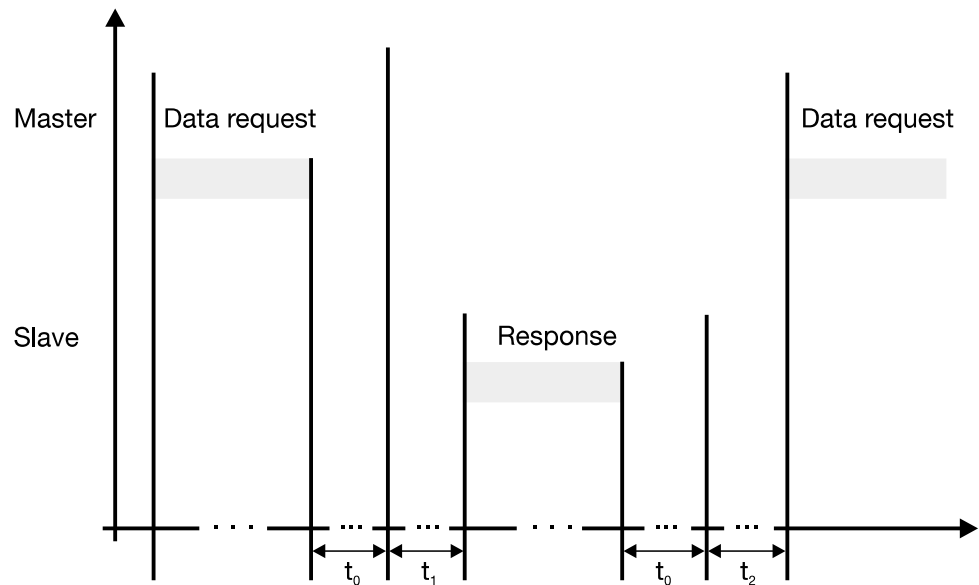 Master
Data request
Data request
Slave
Response
t₀
t₁
t₀
t₂